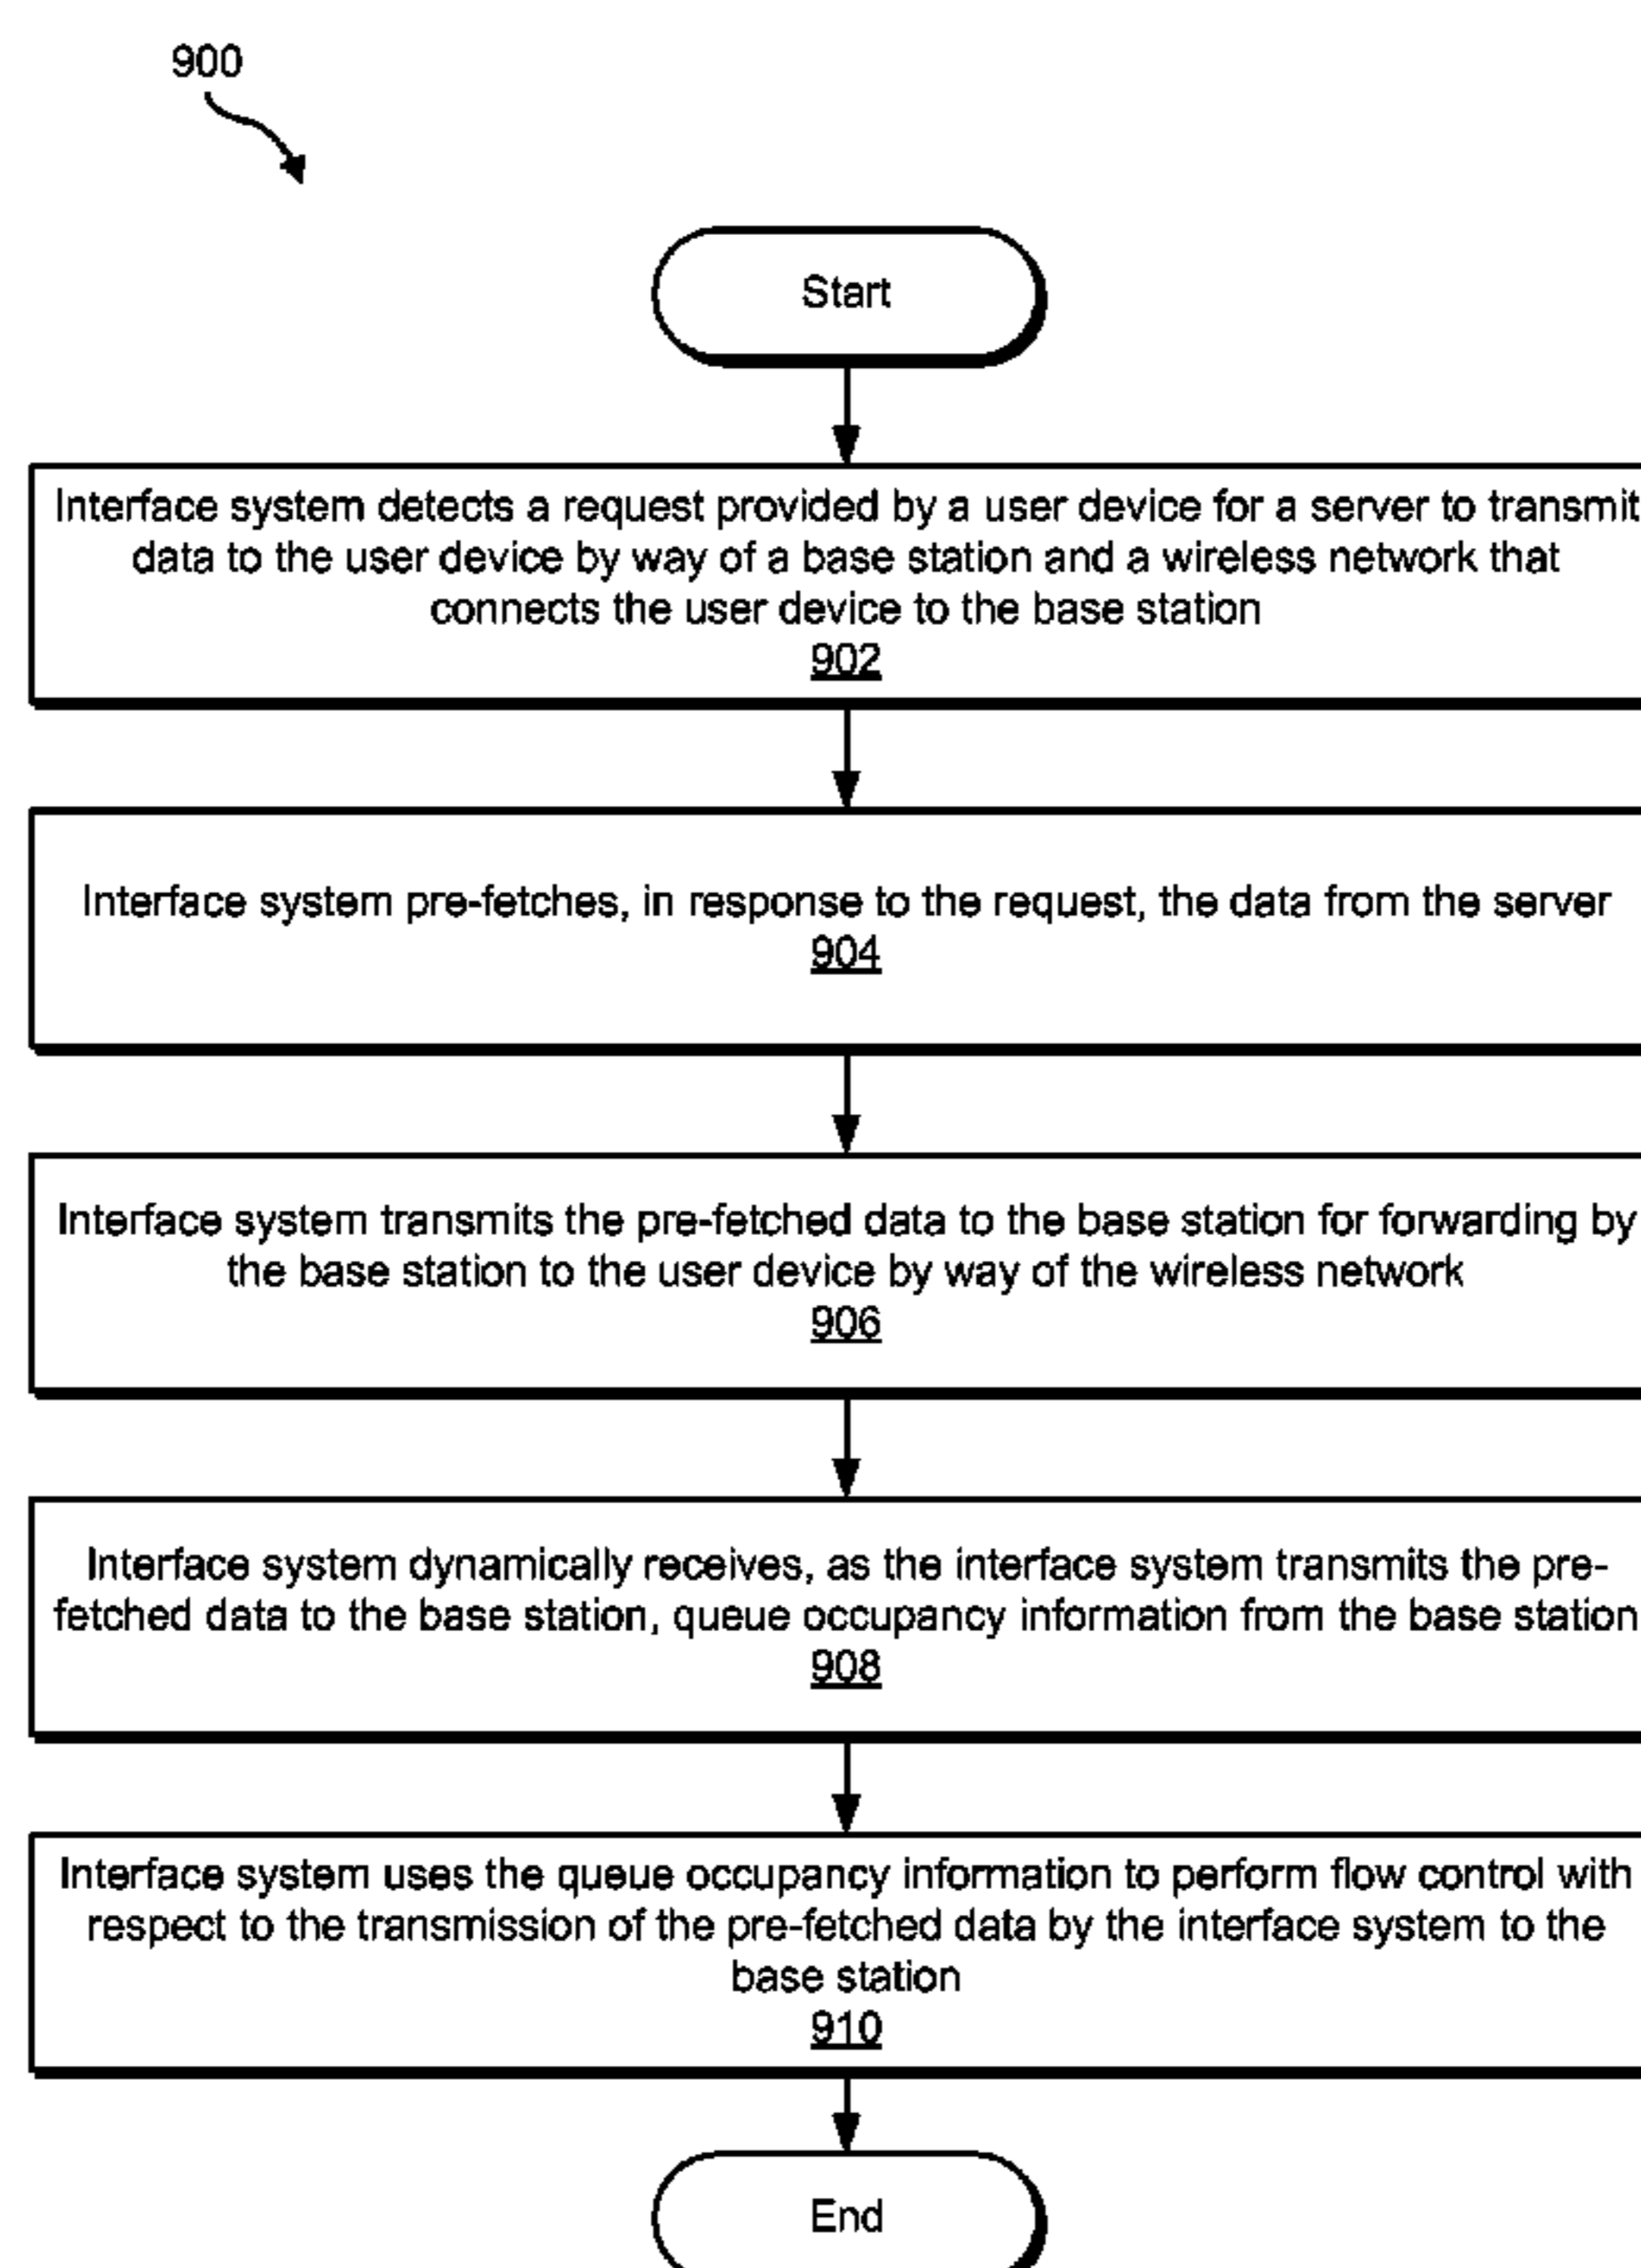 900
Start
Interface system detects a request provided by a user device for a server to transmit
data to the user device by way of a base station and a wireless network that
connects the user device to the base station
902
Interface system pre-fetches, in response to the request, the data from the server
904
Interface system transmits the pre-fetched data to the base station for forwarding by
the base station to the user device by way of the wireless network
906
Interface system dynamically receives, as the interface system transmits the pre-
fetched data to the base station, queue occupancy information from the base station
908
Interface system uses the queue occupancy information to perform flow control with
respect to the transmission of the pre-fetched data by the interface system to the
base station
910
End